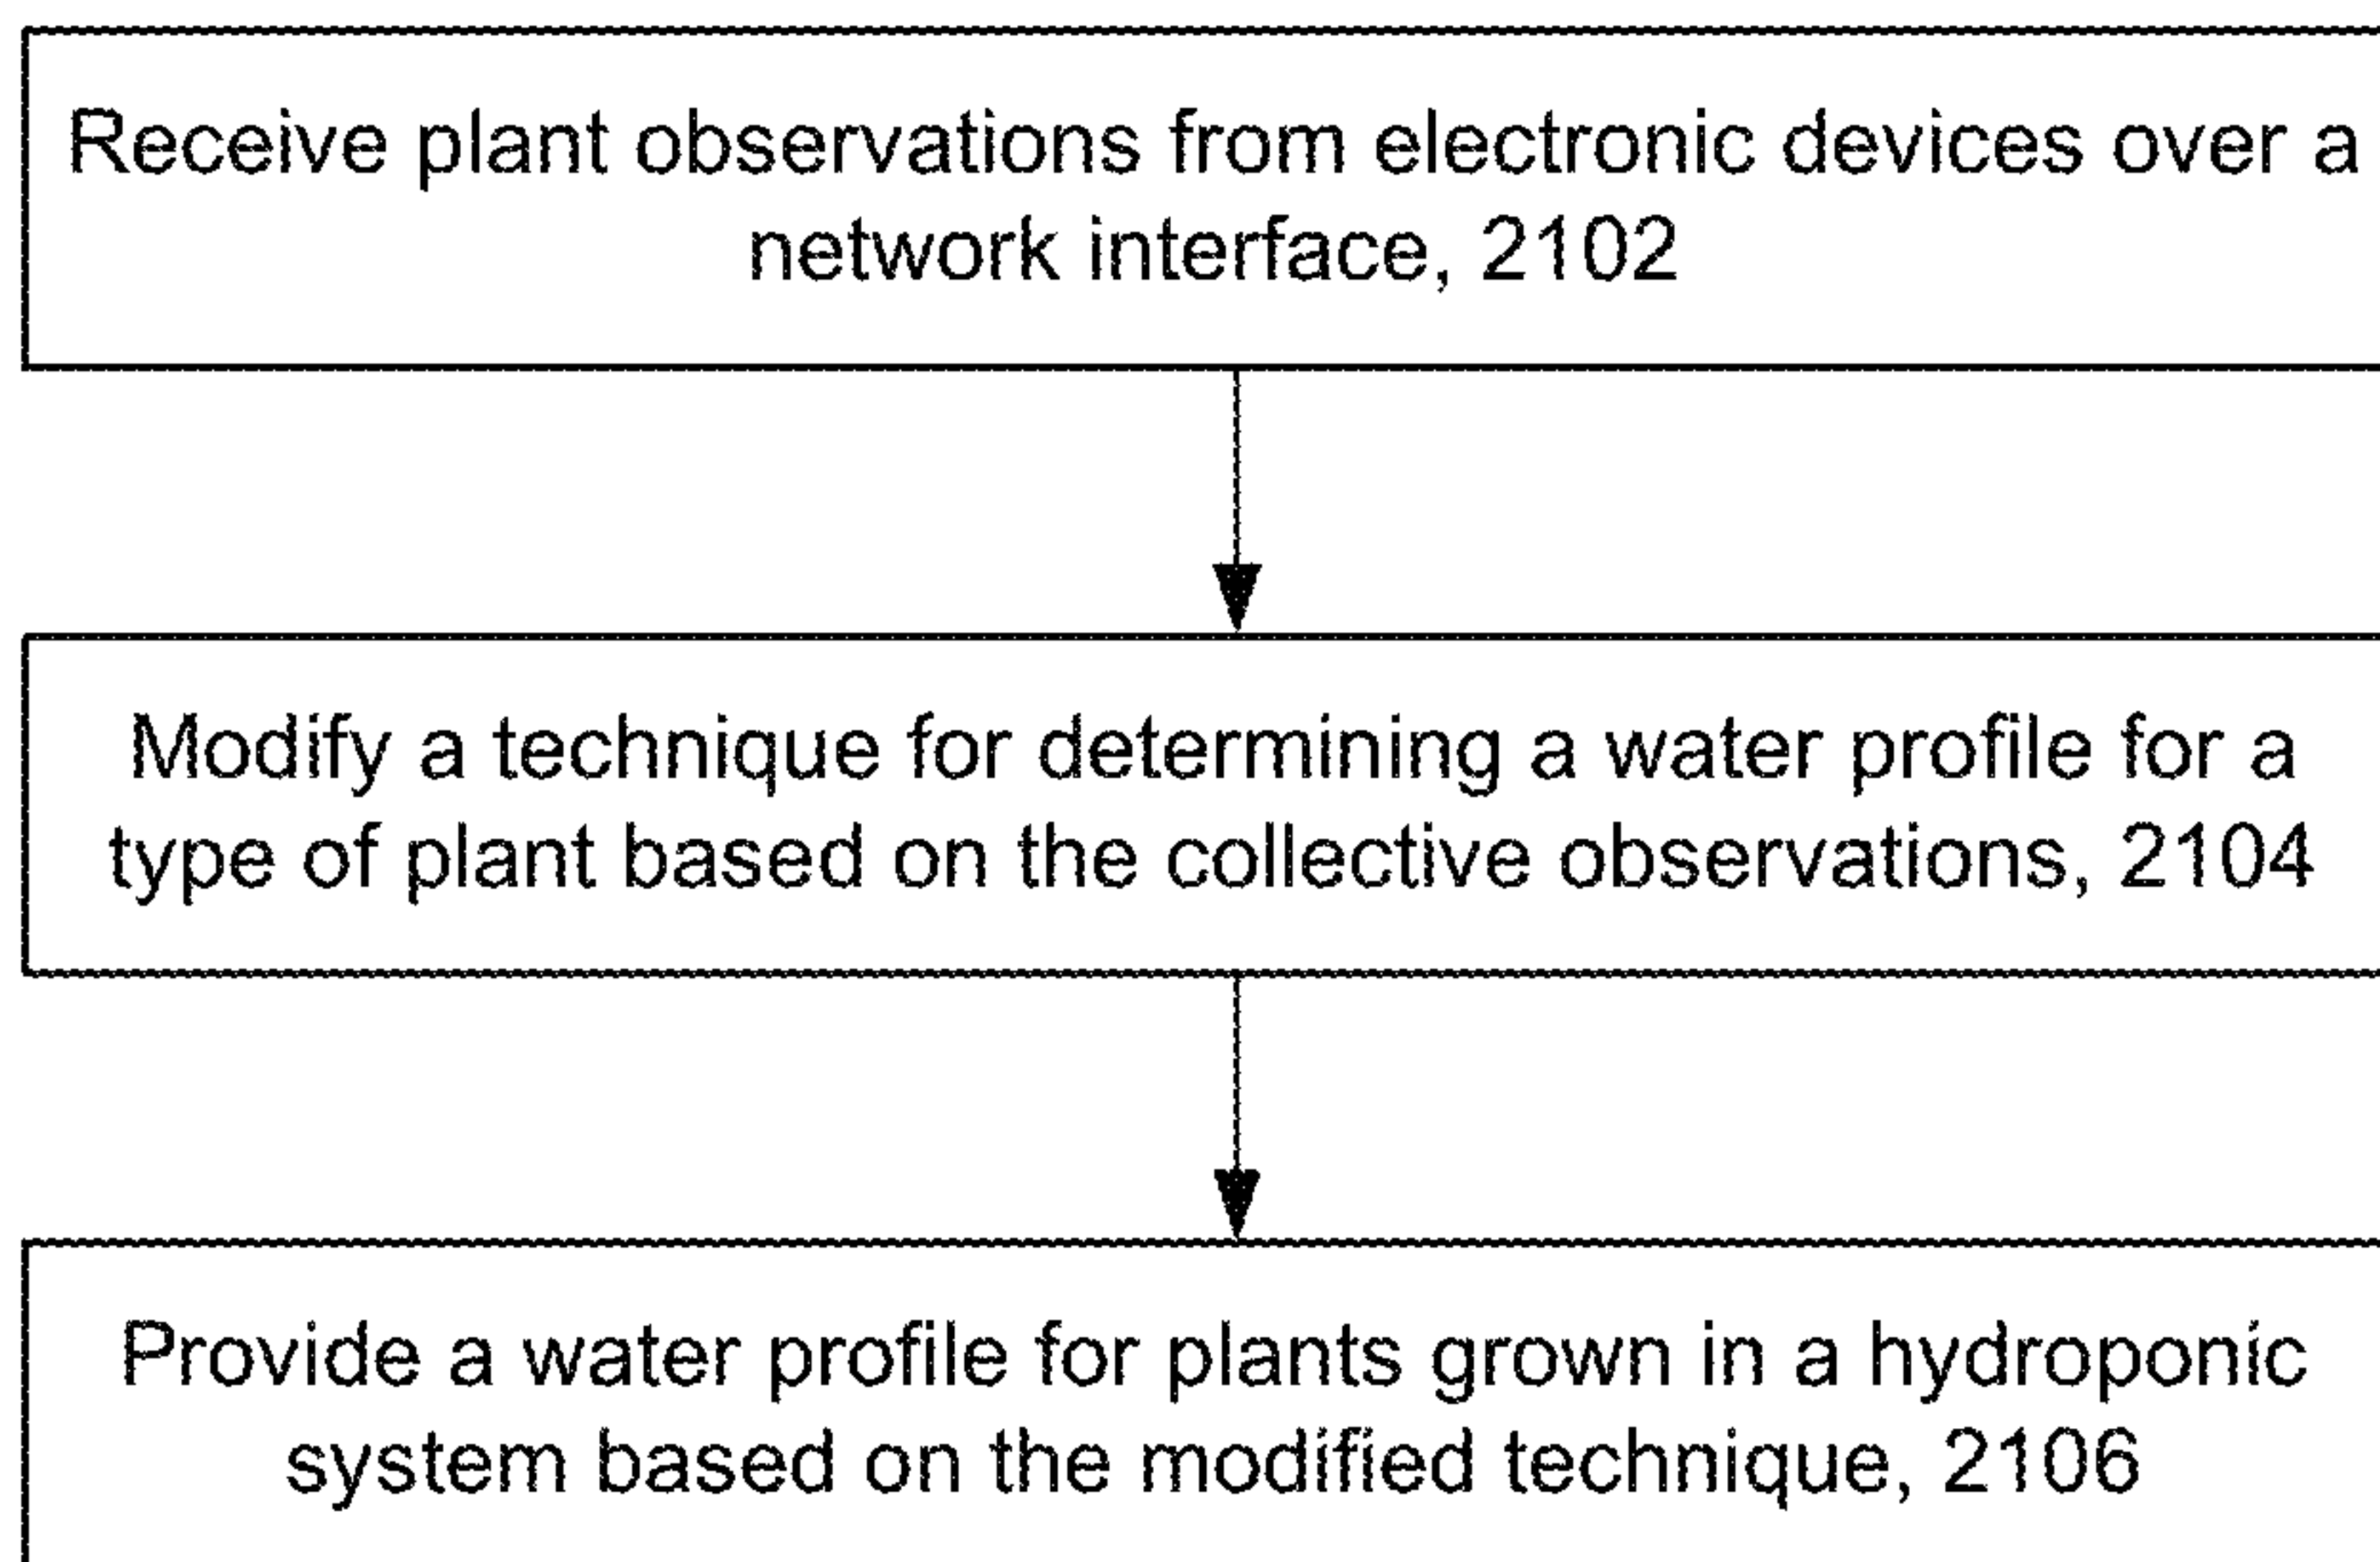 Receive plant observations from electronic devices over a
network interface, 2102
Modify a technique for determining a water profile for a
type of plant based on the collective observations, 2104
Provide a water profile for plants grown in a hydroponic
system based on the modified technique, 2106